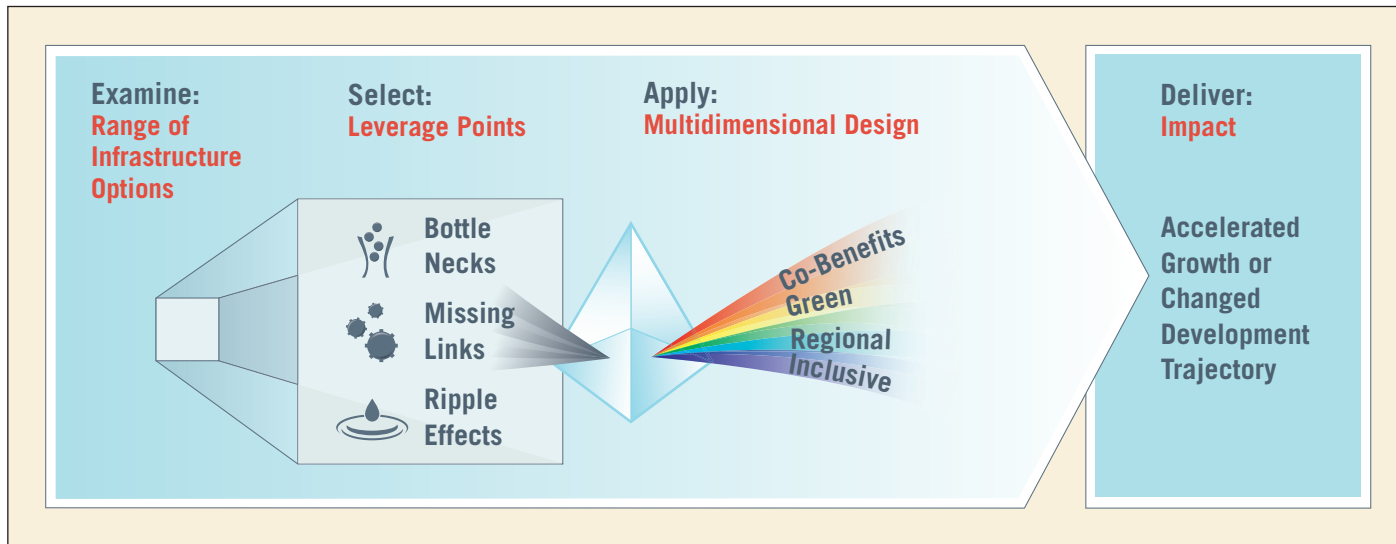 Examine:
Range of
Infrastructure
Options
Select:
Leverage Points
Bottle
Necks
Missing
Links
Ripple
Effects
Apply:
Multidimensional Design
Co-Benefits
Green
Regional
Inclusive
Deliver:
Impact
Accelerated
Growth or
Changed
Development
Trajectory